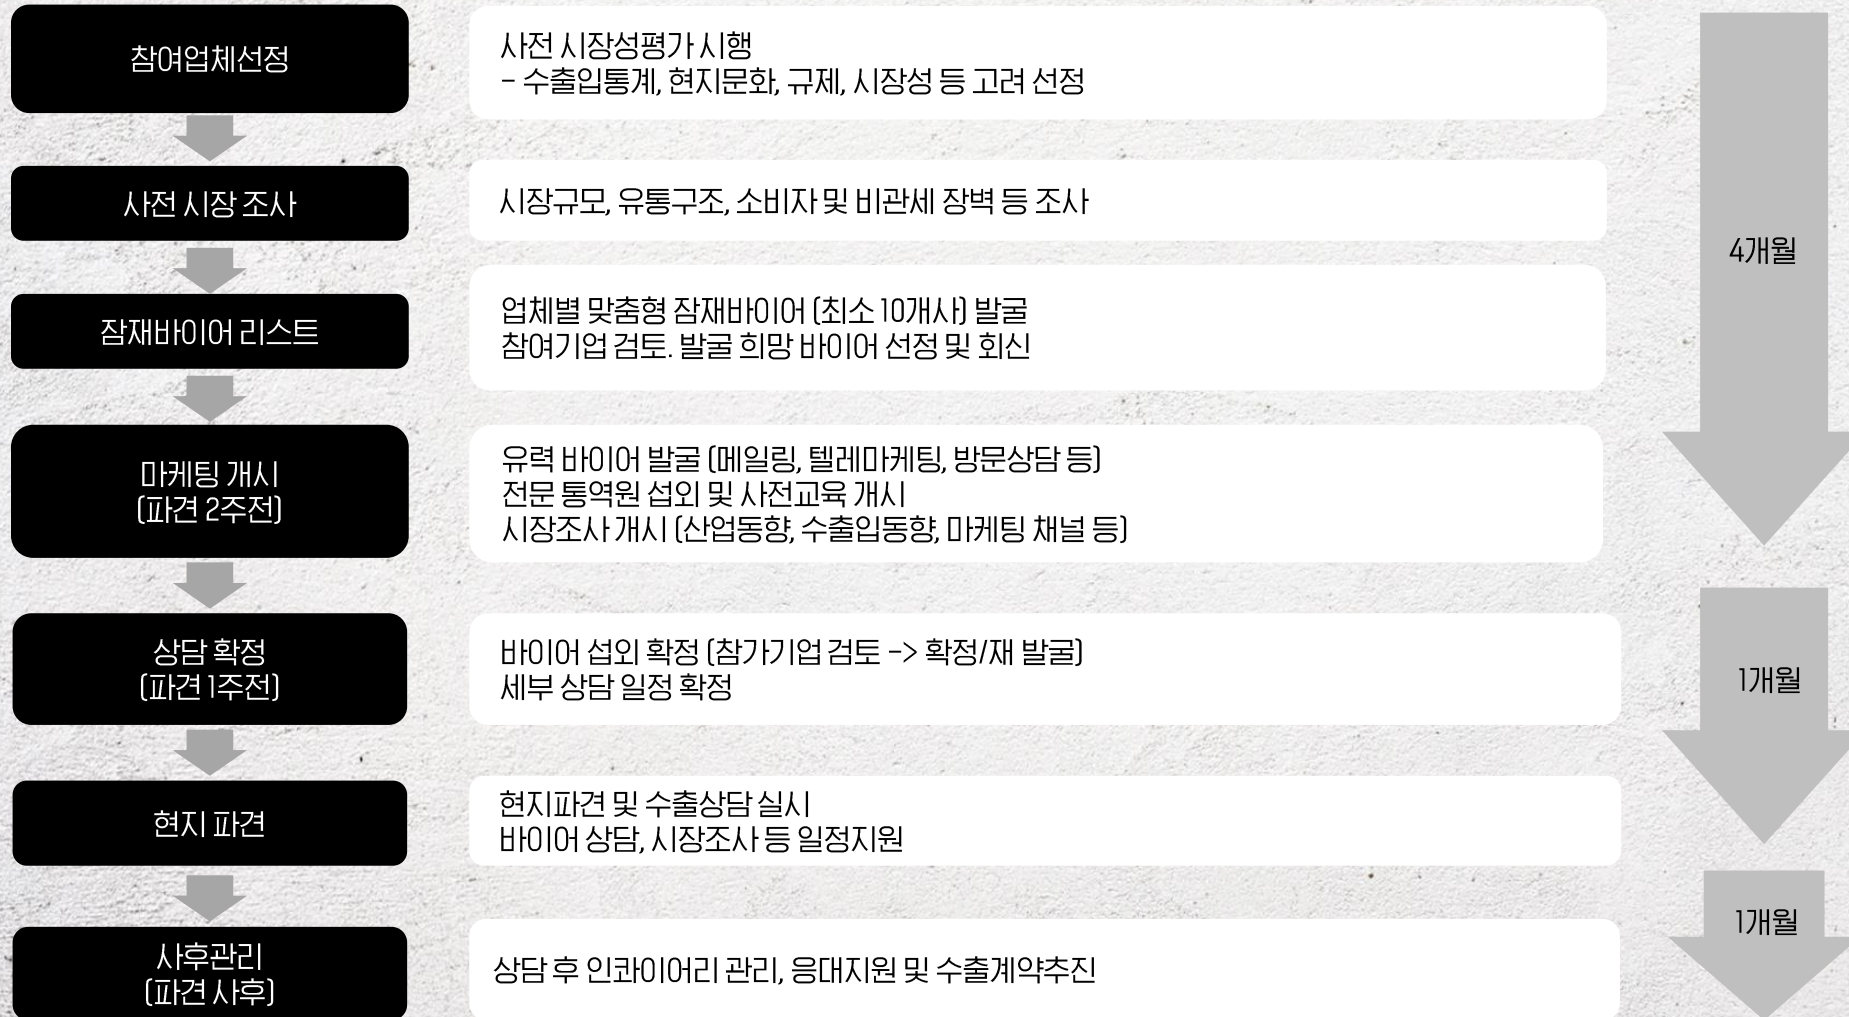 참여업체선정
사전 시장성평가 시행
- 수출입통계, 현지문화, 규제, 시장성 등 고려 선정
사전 시장 조사
시장규모, 유통구조, 소비자 및 비관세 장벽 등 조사
4개월
잠재바이어 리스트
업체별 맞춤형 잠재바이어 (최소 10개사) 발굴
참여기업 검토. 발굴 희망 바이어 선정 및 회신
마케팅 개시
(파견 2주전)
유력 바이어 발굴 (메일링, 텔레마케팅, 방문상담 등)
전문 통역원 섭외 및 사전교육 개시
시장조사 개시 (산업동향, 수출입동향, 마케팅 채널 등)
상담 확정
(파견 1주전)
바이어 섭외 확정 (참가기업 검토 -> 확정/재 발굴)
세부 상담 일정 확정
1개월
현지 파견
현지파견 및 수출상담 실시
바이어 상담, 시장조사 등 일정지원
사후관리
(파견 사후)
상담 후 인콰이어리 관리, 응대지원 및 수출계약추진
1개월